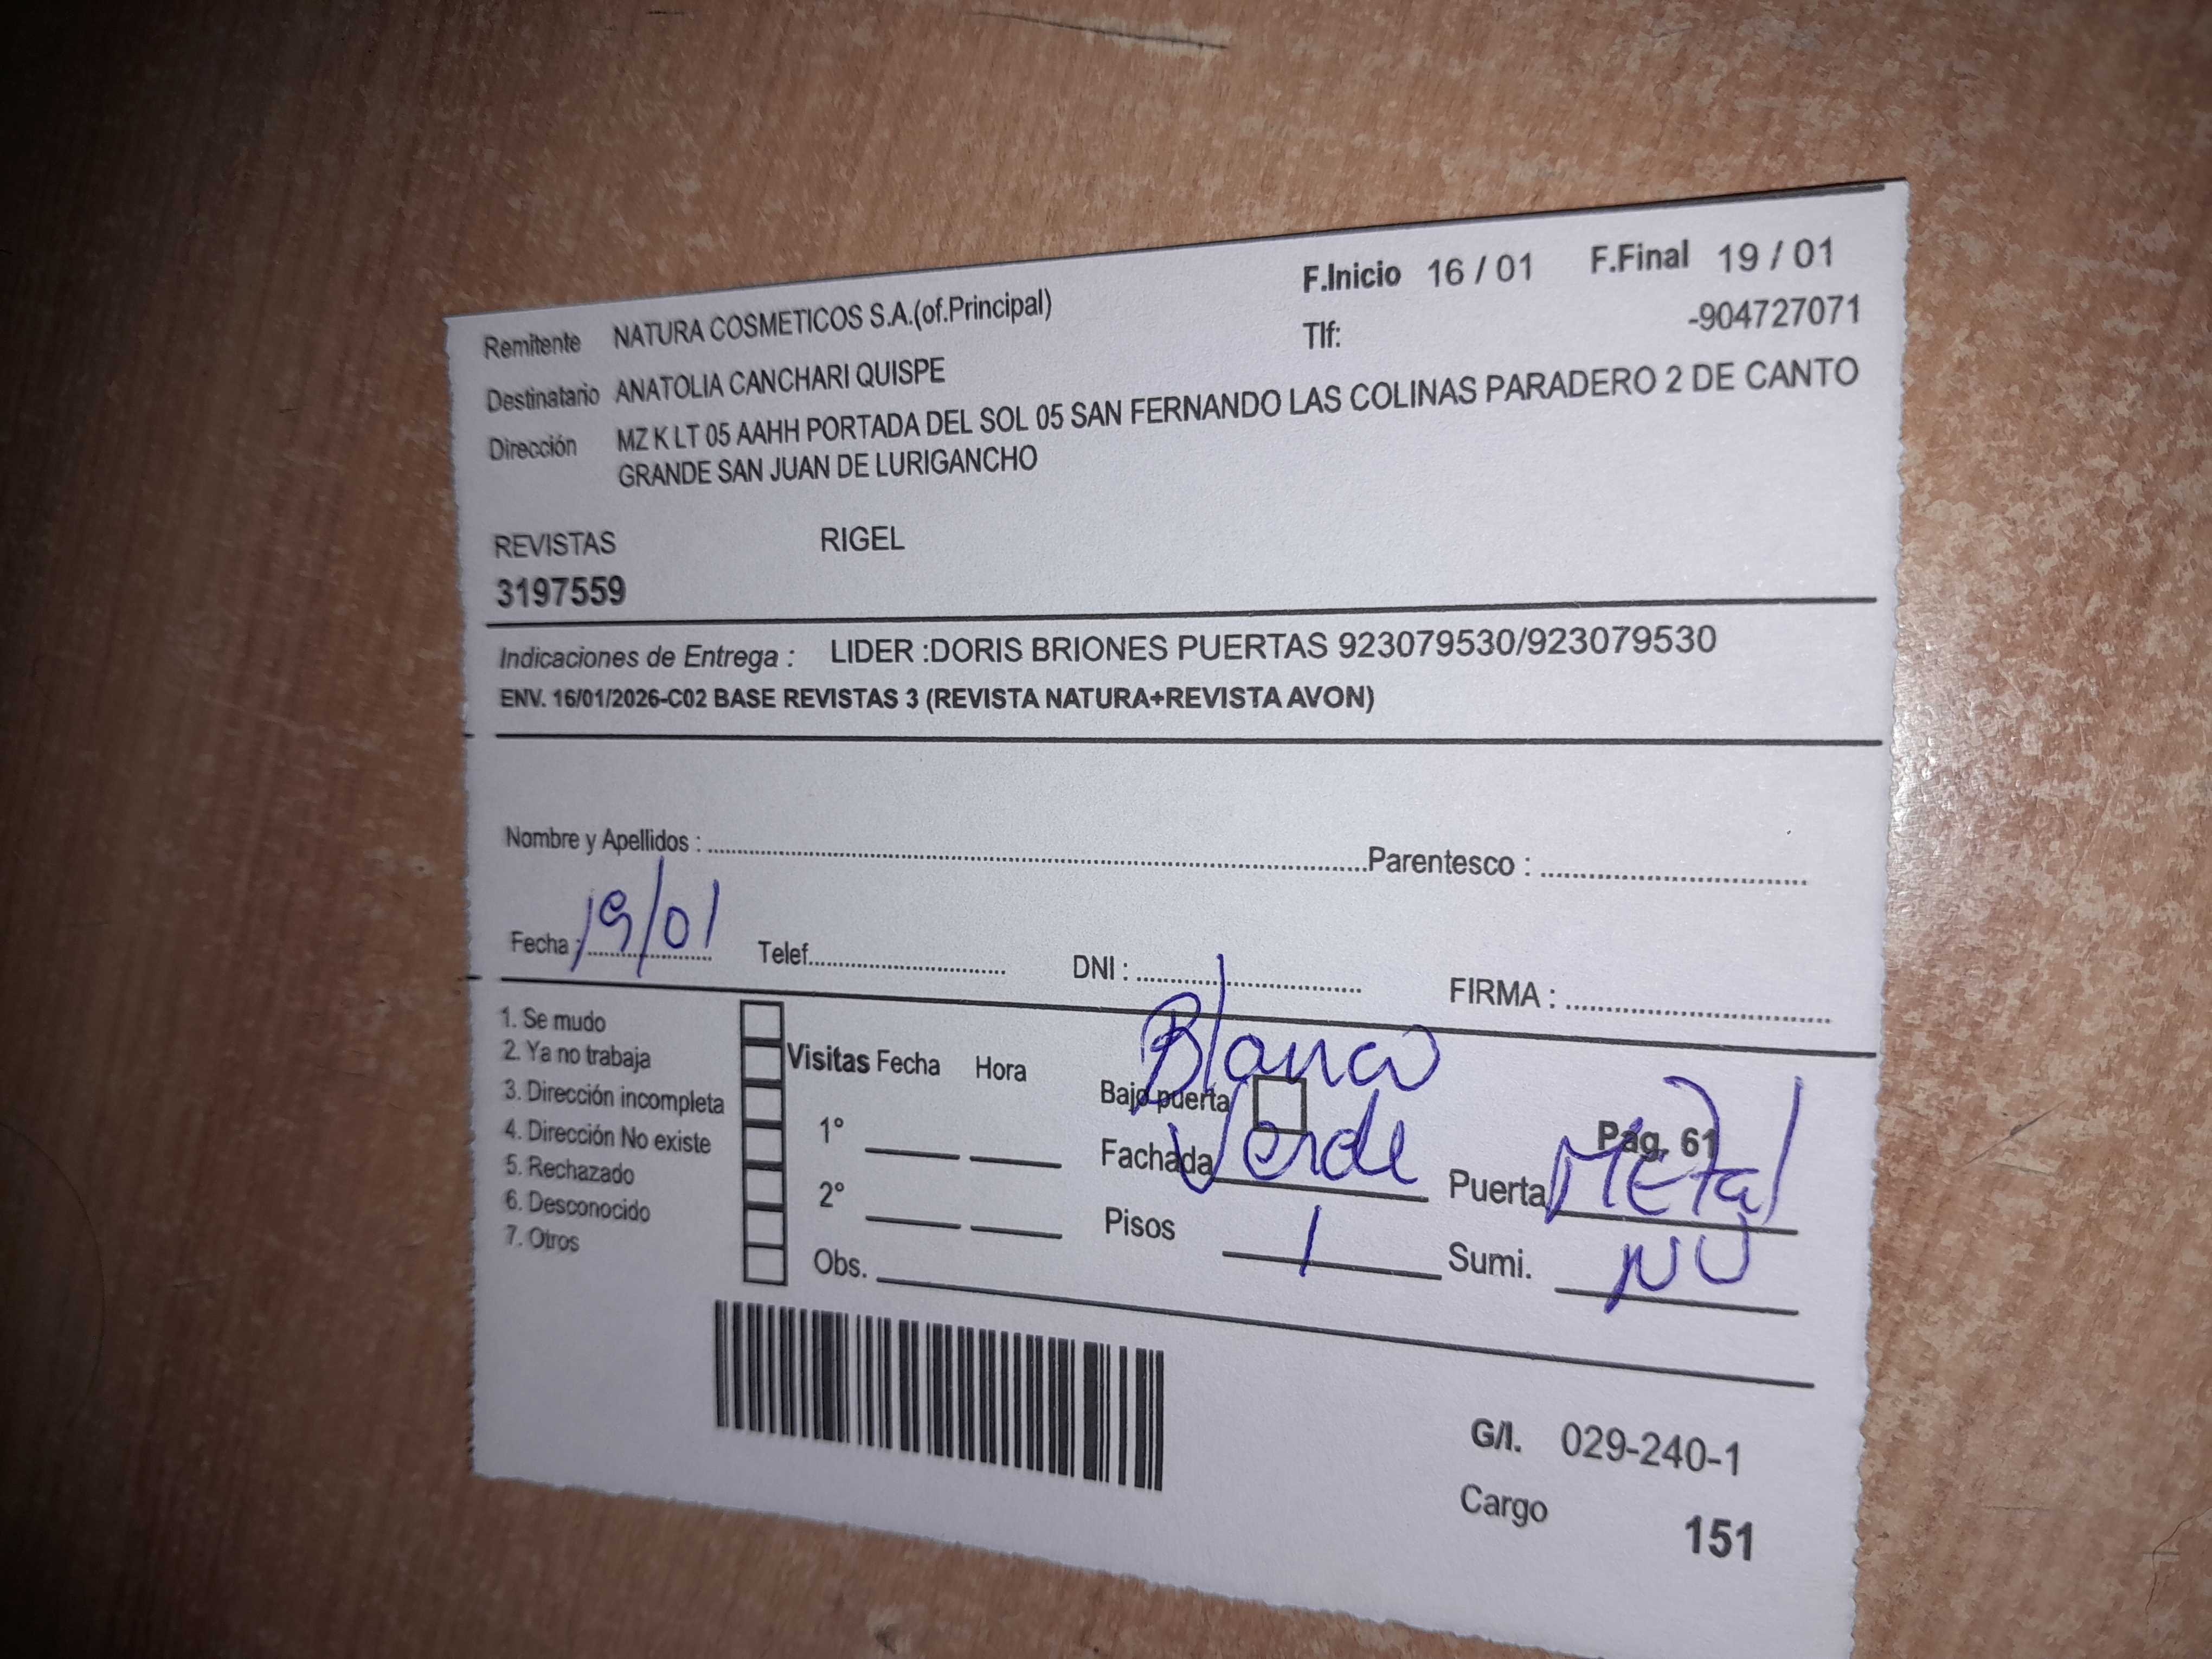 F.Inicio 16 / 01 F.Final 19 / 01
Remitente NATURA COSMETICOS S.A.(of.Principal) Tlf: -904727071
Destinatario ANATOLIA CANCHARI QUISPE
Dirección MZ K LT 05 AAHH PORTADA DEL SOL 05 SAN FERNANDO LAS COLINAS PARADERO 2 DE CANTO
GRANDE SAN JUAN DE LURIGANCHO
REVISTAS RIGEL
3197559
Indicaciones de Entrega : LIDER :DORIS BRIONES PUERTAS 923079530/923079530
ENV. 16/01/2026-C02 BASE REVISTAS 3 (REVISTA NATURA+REVISTA AVON)
Nombre y Apellidos : Parentesco :
Fecha : 19/01 Telef. DNI : FIRMA :
1. Se mudo
2. Ya no trabaja
3. Dirección incompleta
4. Dirección No existe
5. Rechazado
6. Desconocido
7. Otros
Visitas Fecha Hora
1°
2°
Obs.
Blanco
Bajo puerta Pag. 61
Fachada Verde Puerta Metal
Pisos 1 Sumi. NU
G/I. 029-240-1
Cargo 151